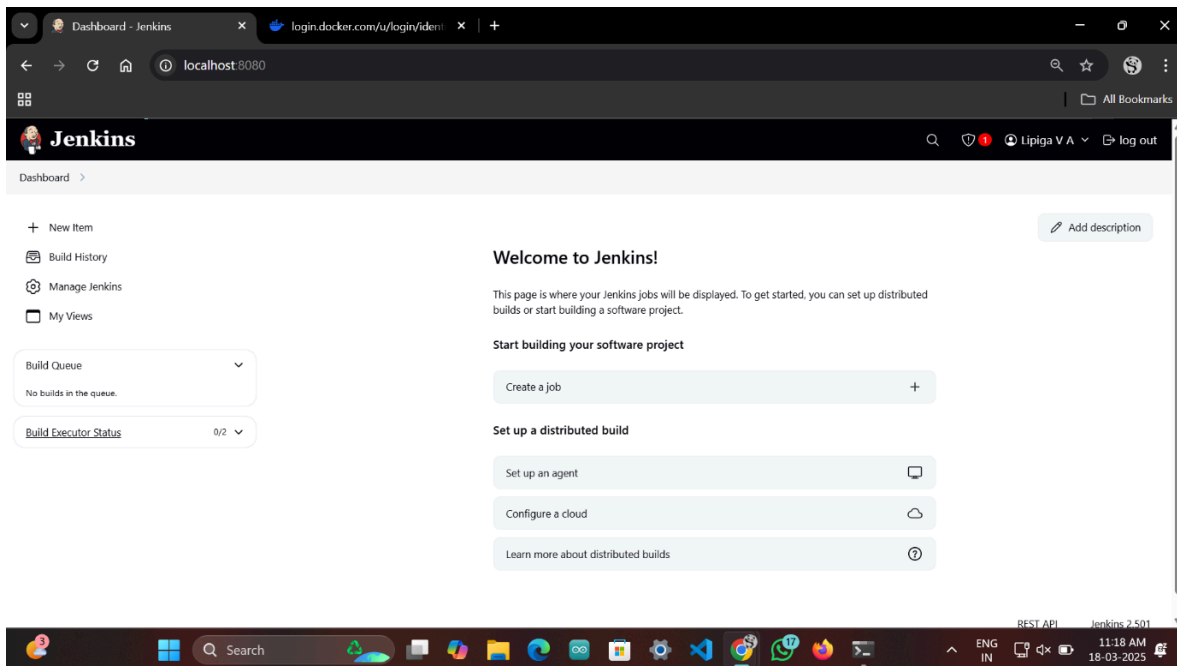 Dashboard - Jenkins
login.docker.com/u/login/ident
localhost:8080
All Bookmarks
Jenkins
1
Lipiga V A
log out
Dashboard
New Item
Build History
Manage Jenkins
My Views
Build Queue
No builds in the queue.
Build Executor Status
0/2
Add description
Welcome to Jenkins!
This page is where your Jenkins jobs will be displayed. To get started, you can set up distributed
builds or start building a software project.
Start building your software project
Create a job
Set up a distributed build
Set up an agent
Configure a cloud
Learn more about distributed builds
REST API
Jenkins 2.501
3
Search
17
ENG
IN
11:18 AM
18-03-2025